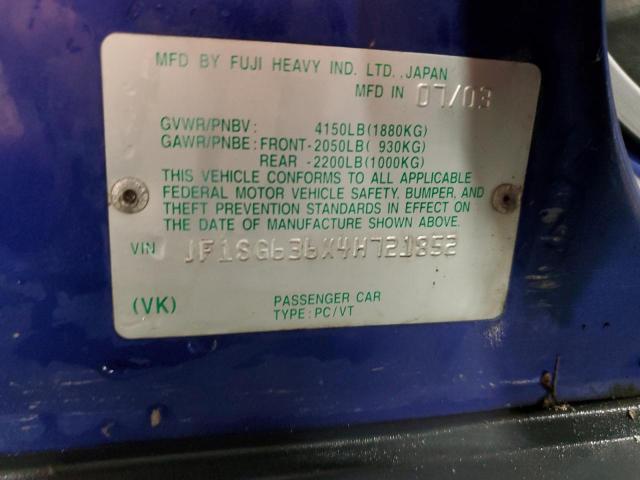 MFD BY FUJI HEAVY IND. LTD., JAPAN
MFD IN 07/03
GVWR/PNBV: 4150LB(1880KG)
GAWR/PNBE: FRONT-2050LB( 930KG)
REAR -2200LB(1000KG)
THIS VEHICLE CONFORMS TO ALL APPLICABLE
FEDERAL MOTOR VEHICLE SAFETY, BUMPER, AND
THEFT PREVENTION STANDARDS IN EFFECT ON
THE DATE OF MANUFACTURE SHOWN ABOVE.
VIN JF1SG636X4H721352
(VK) PASSENGER CAR
TYPE: PC/VT